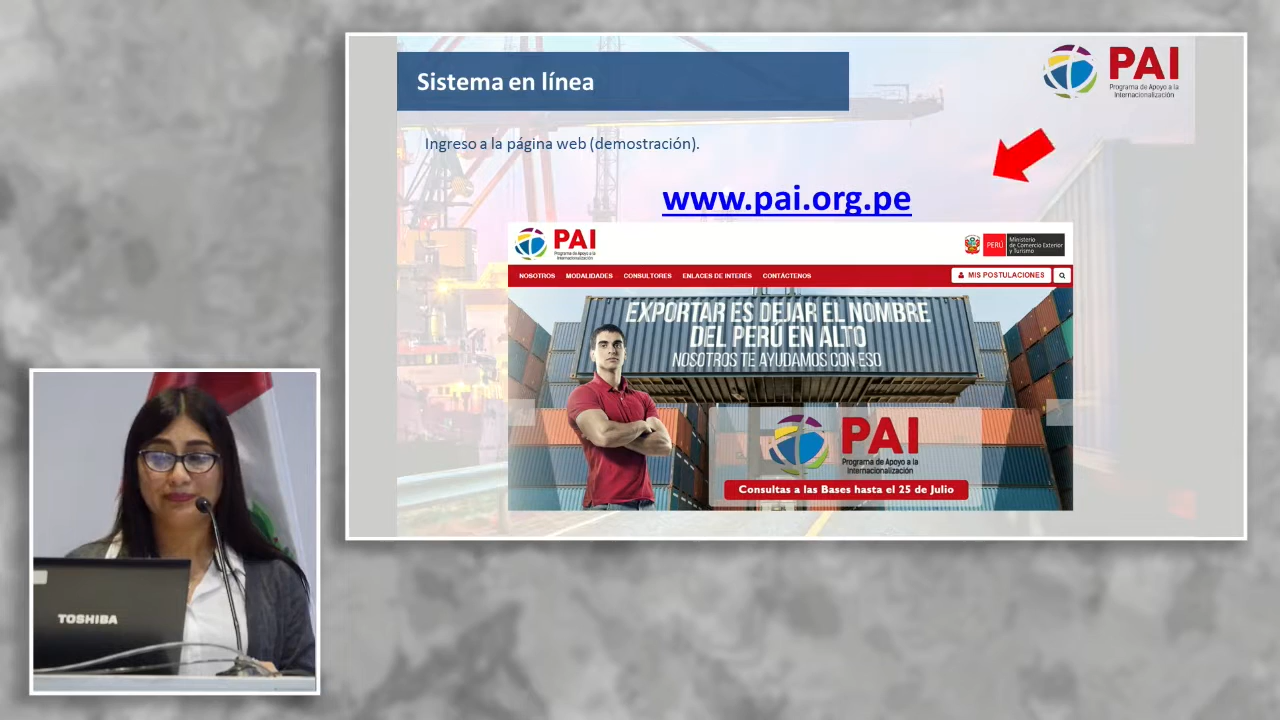 Sistema en línea
PAI
Programa de Apoyo a la
Internacionalización
Ingreso a la página web (demostración).
www.pai.org.pe
PAI
Programa de Apoyo a la
Internacionalización
PERÚ
Ministerio
de Comercio Exterior
y Turismo
NOSOTROS MODALIDADES CONSULTORES ENLACES DE INTERÉS CONTÁCTENOS
MIS POSTULACIONES
EXPORTAR ES DEJAR EL NOMBRE
DEL PERÚ EN ALTO
NOSOTROS TE AYUDAMOS CON ESO
PAI
Programa de Apoyo a la
Internacionalización
Consultas a las Bases hasta el 25 de Julio
TOSHIBA